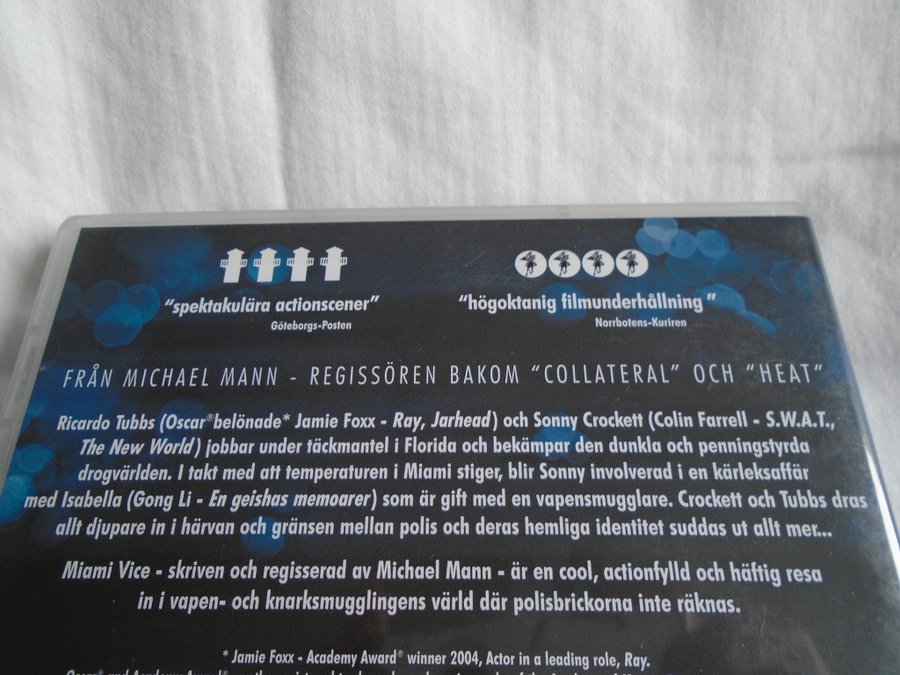 "spektakulära actionscener"
Göteborgs-Posten
"högoktanig filmunderhållning"
Norrbotens-Kuriren
FRÅN MICHAEL MANN - REGISSÖREN BAKOM "COLLATERAL" OCH "HEAT"
Ricardo Tubbs (Oscar®belönade* Jamie Foxx - Ray, Jarhead) och Sonny Crockett (Colin Farrell - S.W.A.T.,
The New World) jobbar under täckmantel i Florida och bekämpar den dunkla och penningstyrda
drogvärlden. I takt med att temperaturen i Miami stiger, blir Sonny involverad i en kärleksaffär
med Isabella (Gong Li - En geishas memoarer) som är gift med en vapensmugglare. Crockett och Tubbs dras
allt djupare in i härvan och gränsen mellan polis och deras hemliga identitet suddas ut allt mer...
Miami Vice - skriven och regisserad av Michael Mann - är en cool, actionfylld och häftig resa
in i vapen- och knarksmugglingens värld där polisbrickorna inte räknas.
* Jamie Foxx - Academy Award® winner 2004, Actor in a leading role, Ray.
Oscar® and Academy Award®